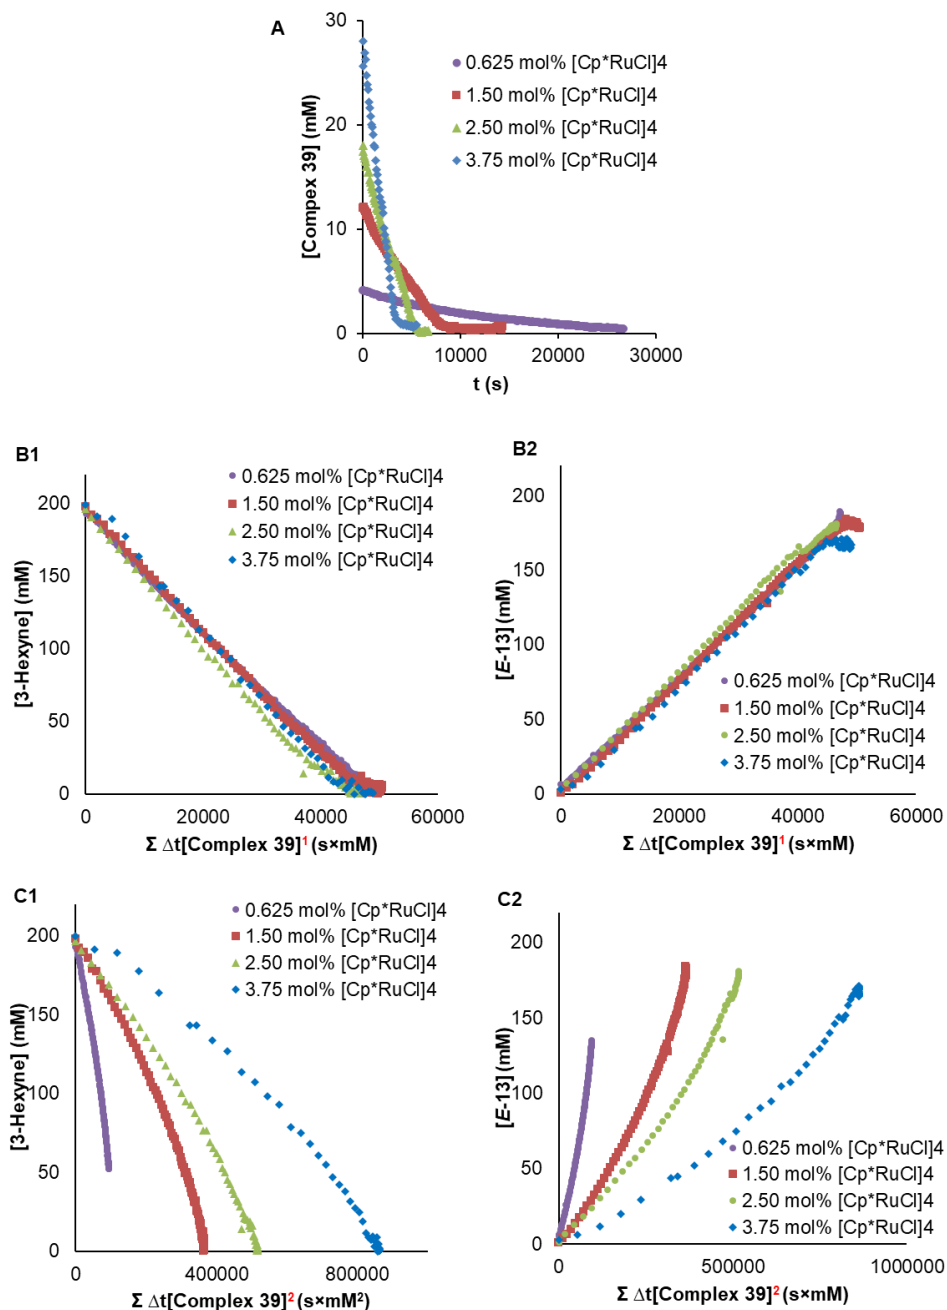 A
[Compex 39] (mM)
30
20
10
0
0 10000 20000 30000
t (s)
0.625 mol% [Cp*RuCl]4
1.50 mol% [Cp*RuCl]4
2.50 mol% [Cp*RuCl]4
3.75 mol% [Cp*RuCl]4
B1
[3-Hexyne] (mM)
200
150
100
50
0
0 20000 40000 60000
Σ Δt[Complex 39]¹ (s×mM)
0.625 mol% [Cp*RuCl]4
1.50 mol% [Cp*RuCl]4
2.50 mol% [Cp*RuCl]4
3.75 mol% [Cp*RuCl]4
B2
[E-13] (mM)
200
150
100
50
0
0 20000 40000 60000
Σ Δt[Complex 39]¹ (s×mM)
0.625 mol% [Cp*RuCl]4
1.50 mol% [Cp*RuCl]4
2.50 mol% [Cp*RuCl]4
3.75 mol% [Cp*RuCl]4
C1
[3-Hexyne] (mM)
200
150
100
50
0
0 400000 800000
Σ Δt[Complex 39]² (s×mM²)
0.625 mol% [Cp*RuCl]4
1.50 mol% [Cp*RuCl]4
2.50 mol% [Cp*RuCl]4
3.75 mol% [Cp*RuCl]4
C2
[E-13] (mM)
200
150
100
50
0
0 500000 1000000
Σ Δt[Complex 39]² (s×mM)
0.625 mol% [Cp*RuCl]4
1.50 mol% [Cp*RuCl]4
2.50 mol% [Cp*RuCl]4
3.75 mol% [Cp*RuCl]4